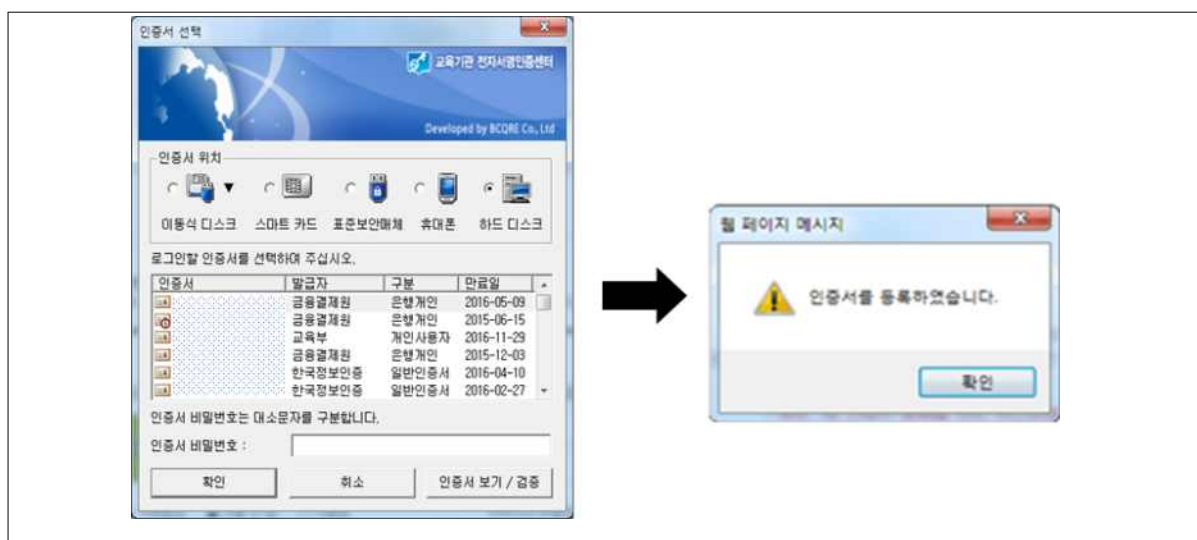 인증서 선택
교육기관 전자서명인증센터
Developed by BCQRE Co., Ltd
인증서 위치
이동식 디스크 스마트 카드 표준보안매체 휴대폰 하드 디스크
로그인할 인증서를 선택하여 주십시오.
인증서 발급자 구분 만료일
금융결제원 은행개인 2016-05-09
금융결제원 은행개인 2015-06-15
교육부 개인사용자 2016-11-29
금융결제원 은행개인 2015-12-03
한국정보인증 일반인증서 2016-04-10
한국정보인증 일반인증서 2016-02-27
인증서 비밀번호는 대소문자를 구분합니다.
인증서 비밀번호 :
확인 취소 인증서 보기 / 검증
웹 페이지 메시지
인증서를 등록하였습니다.
확인